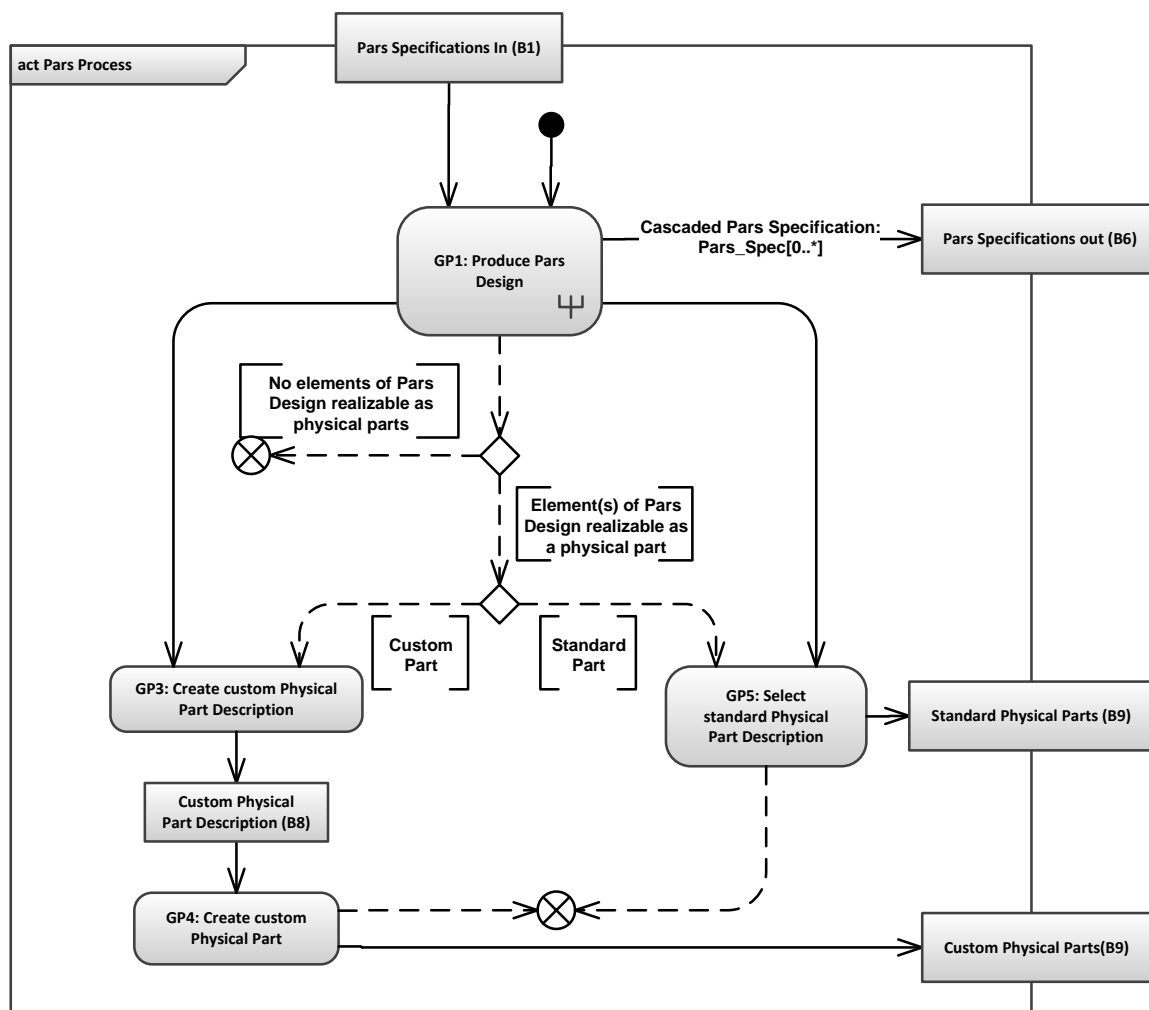 Pars Specifications In (B1)
act Pars Process
GP1: Produce Pars
Design
Cascaded Pars Specification:
Pars_Spec[0..*]
Pars Specifications out (B6)
No elements of Pars
Design realizable as
physical parts
Element(s) of Pars
Design realizable as
a physical part
Custom
Part
Standard
Part
GP3: Create custom Physical
Part Description
GP5: Select
standard Physical
Part Description
Standard Physical Parts (B9)
Custom Physical
Part Description (B8)
GP4: Create custom
Physical Part
Custom Physical Parts(B9)